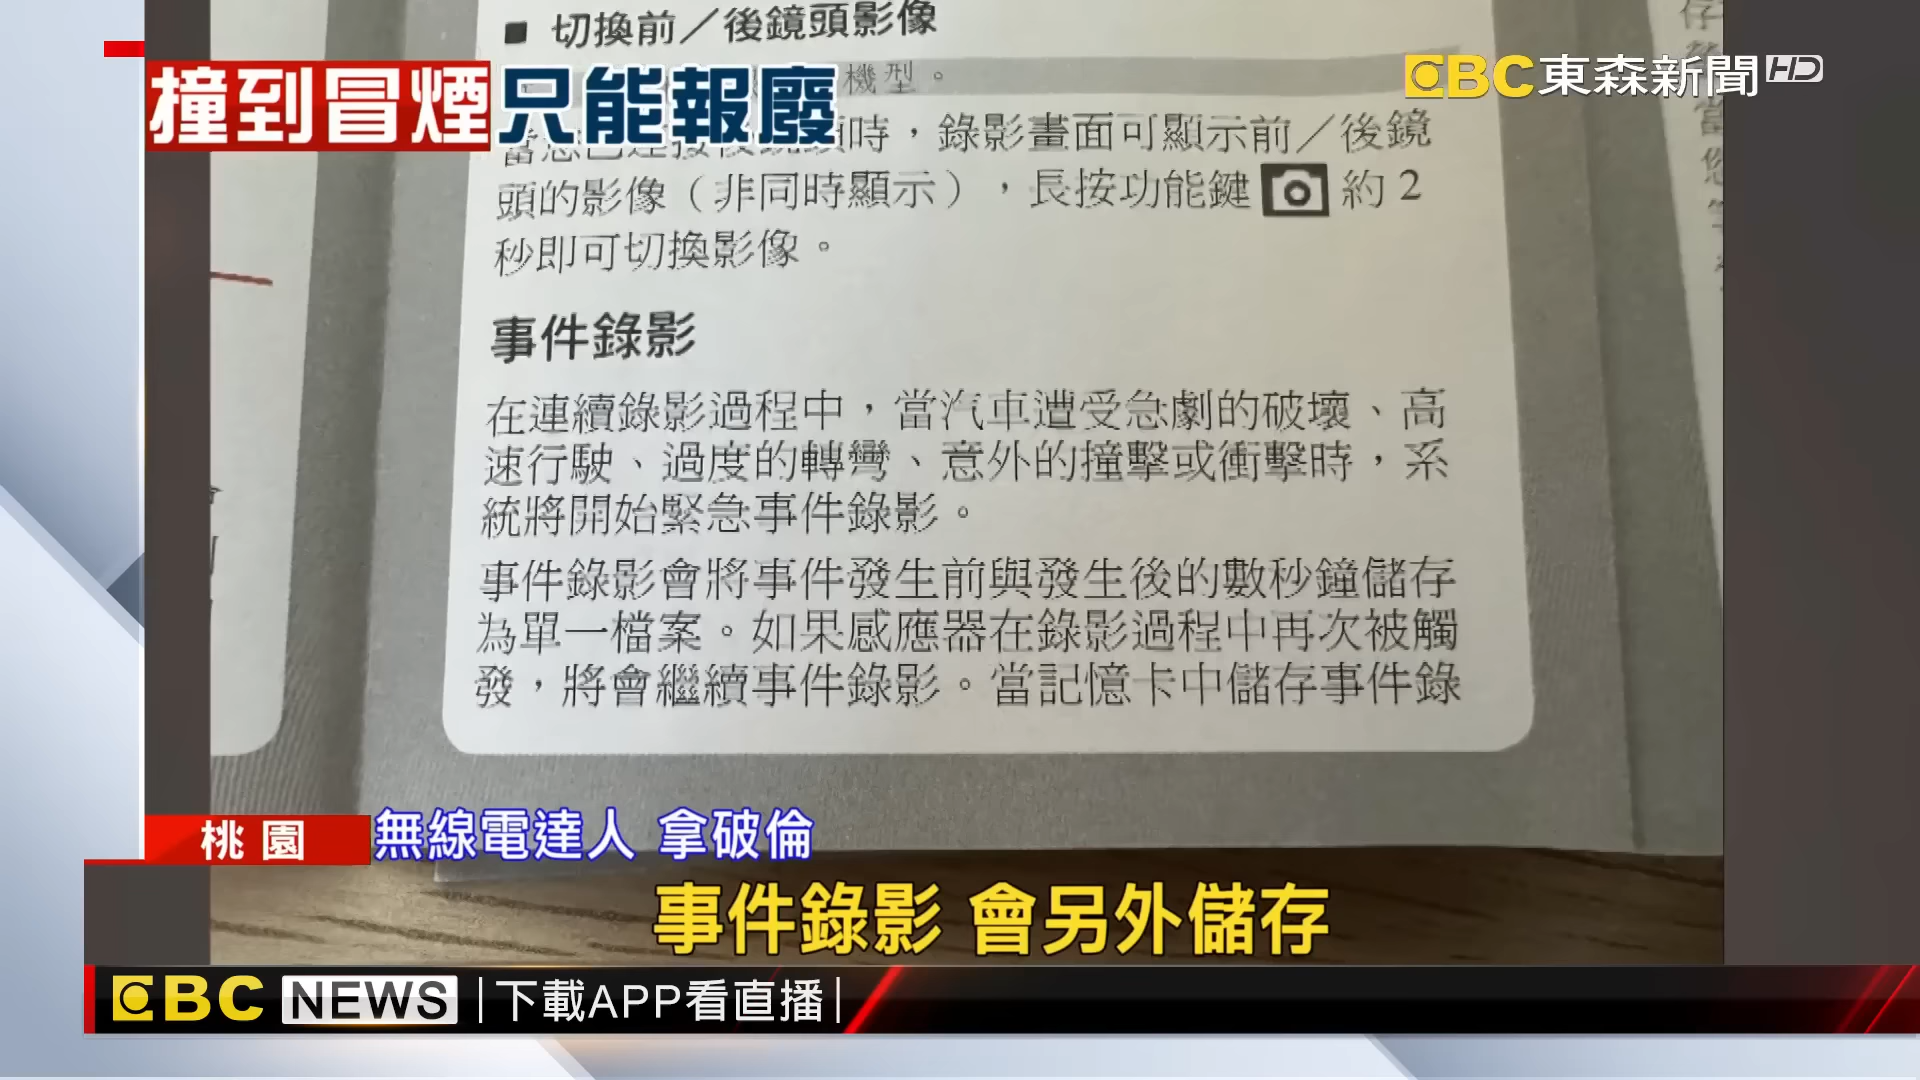 ■ 切換前／後鏡頭影像
EBC東森新聞HD
撞到冒煙只能報廢
機型。
時，錄影畫面可顯示前／後鏡
頭的影像（非同時顯示），長按功能鍵 約 2
秒即可切換影像。
事件錄影
在連續錄影過程中，當汽車遭受急劇的破壞、高
速行駛、過度的轉彎、意外的撞擊或衝擊時，系
統將開始緊急事件錄影。
事件錄影會將事件發生前與發生後的數秒鐘儲存
為單一檔案。如果感應器在錄影過程中再次被觸
發，將會繼續事件錄影。當記憶卡中儲存事件錄
桃園 無線電達人 拿破倫
事件錄影 會另外儲存
EBC NEWS 下載APP看直播